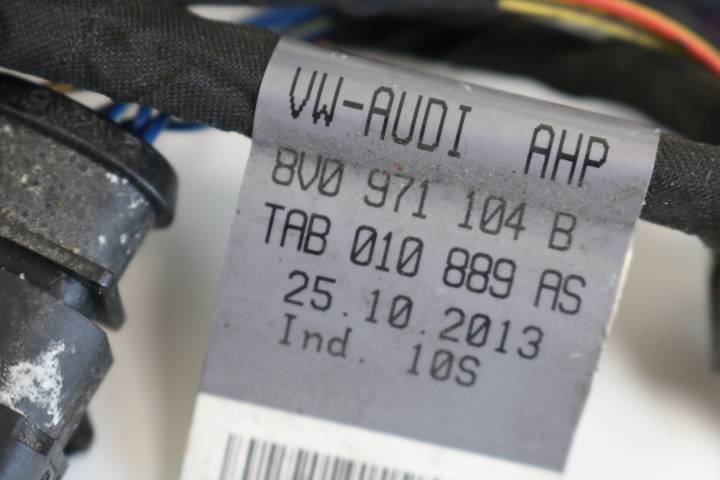 VW-AUDI AHP
8V0 971 104 B
TAB 010 889 AS
25.10.2013
Ind. 10S